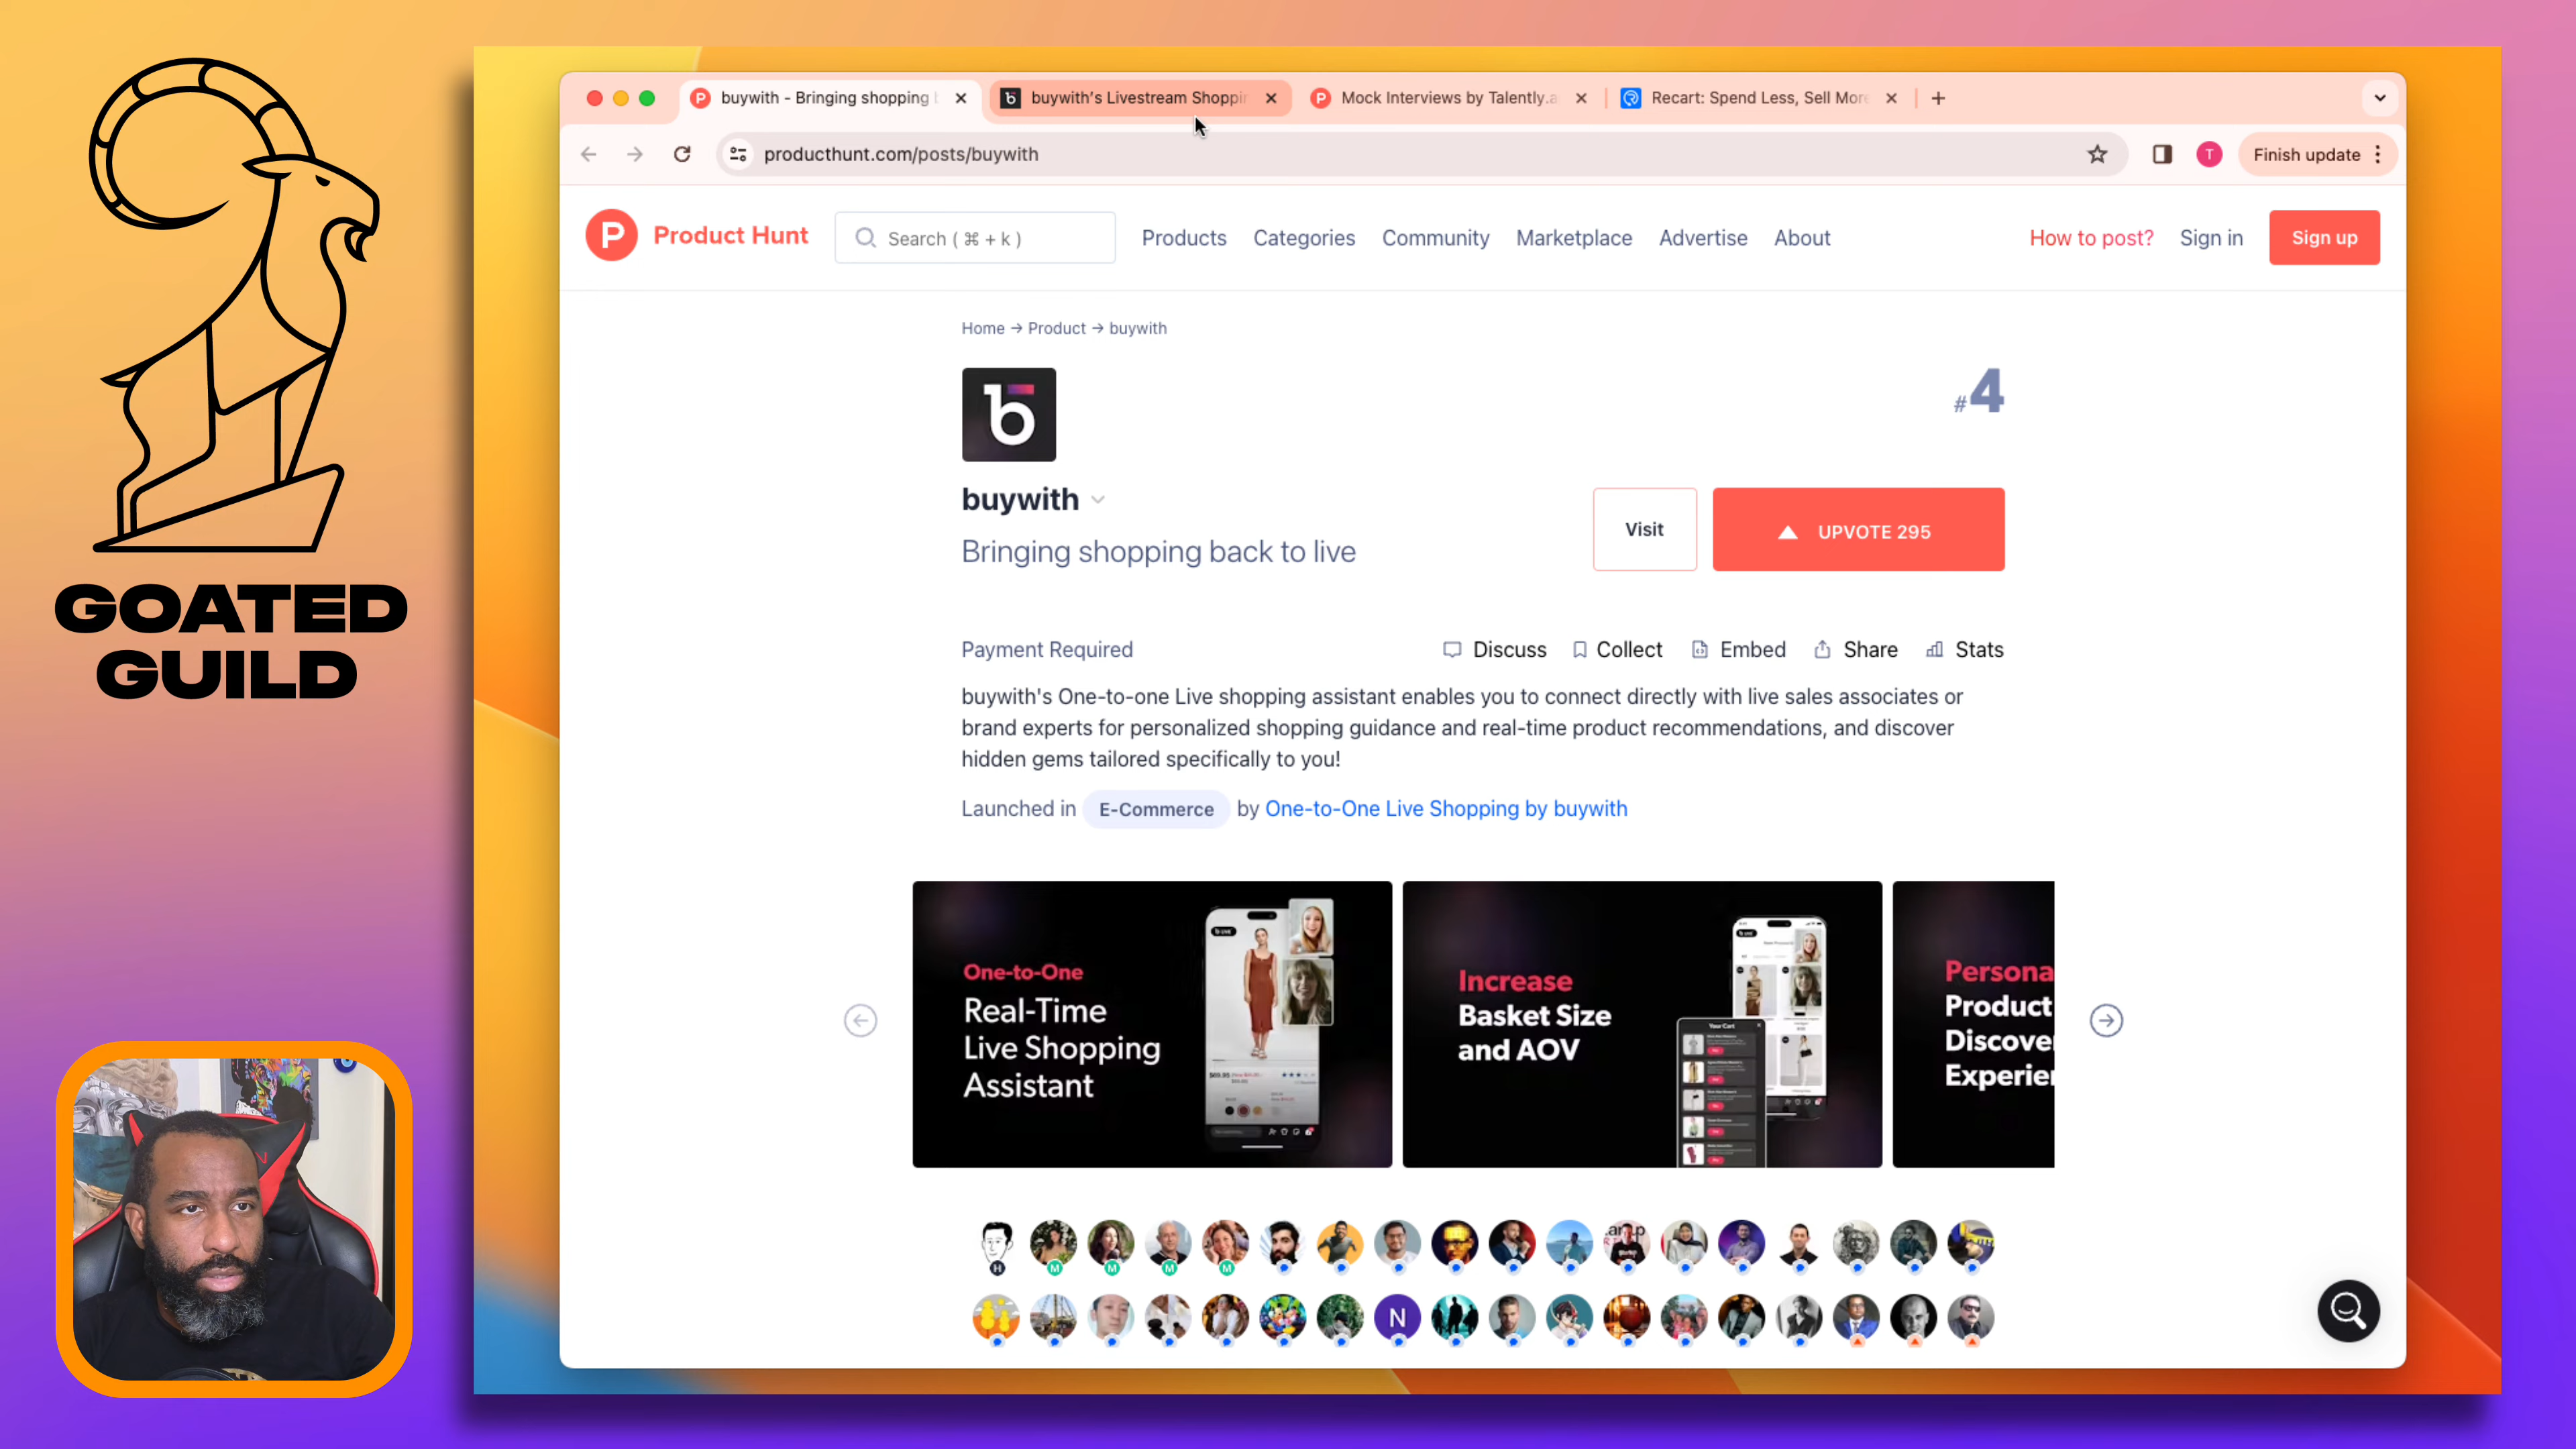 GOATED
GUILD
buywith - Bringing shopping
buywith's Livestream Shoppin
Mock Interviews by Talently.a
Recart: Spend Less, Sell More
producthunt.com/posts/buywith
T
Finish update
P
Product Hunt
Search ( ⌘ + k )
Products
Categories
Community
Marketplace
Advertise
About
How to post?
Sign in
Sign up
Home → Product → buywith
b
#4
buywith
Bringing shopping back to live
Visit
UPVOTE 295
Payment Required
Discuss
Collect
Embed
Share
Stats
buywith's One-to-one Live shopping assistant enables you to connect directly with live sales associates or
brand experts for personalized shopping guidance and real-time product recommendations, and discover
hidden gems tailored specifically to you!
Launched in E-Commerce by One-to-One Live Shopping by buywith
One-to-One
Real-Time
Live Shopping
Assistant
Increase
Basket Size
and AOV
Your Cart
Persona
Product
Discove
Experie
H
M
M
M
M
N